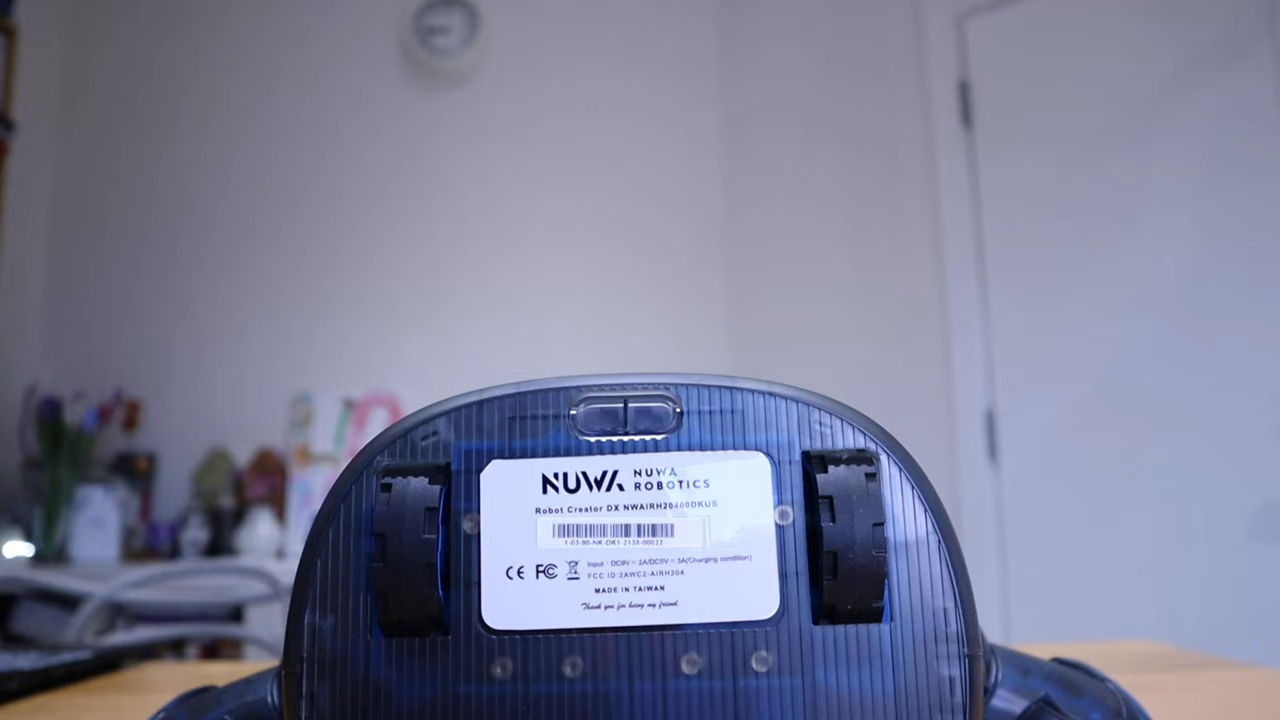 NUWA NUWA ROBOTICS
Robot Creator DX NWAIRH20400DKUS
1-03-90-NK-DK1-2138-00022
CE FC Input : DC9V = 2A/DC5V = 3A(Charging condition)
FCC ID 2AWC2-AIRH204
MADE IN TAIWAN
Thank you for being my friend.